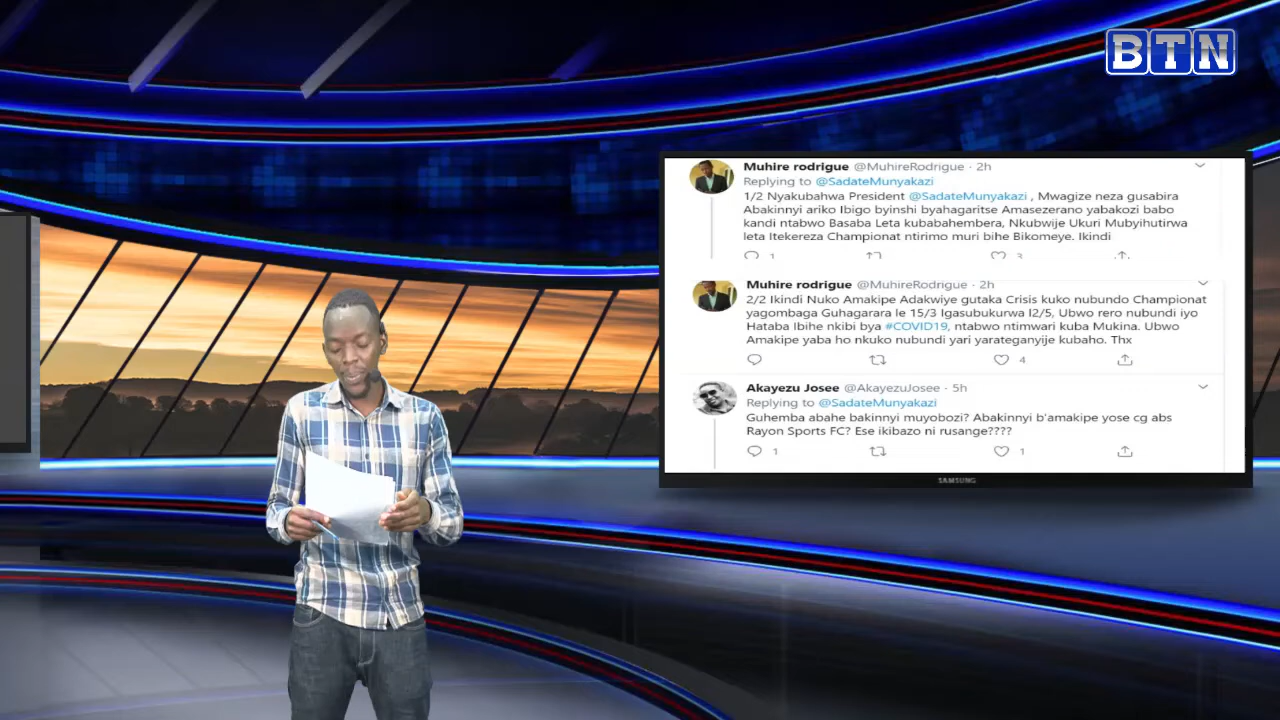 BTN
Muhire rodrigue @MuhireRodrigue · 2h
Replying to @SadateMunyakazi
1/2 Nyakubahwa President @SadateMunyakazi , Mwagize neza gusabira
Abakinnyi ariko Ibigo byinshi byahagaritse Amasezerano yabakozi babo
kandi ntabwo Basaba Leta kubabahembera, Nkubwije Ukuri Mubyihutirwa
leta Itekereza Championat ntirimo muri bihe Bikomeye. Ikindi
1 3
Muhire rodrigue @MuhireRodrigue · 2h
2/2 Ikindi Nuko Amakipe Adakwiye gutaka Crisis kuko nubundo Championat
yagombaga Guhagarara le 15/3 Igasubukurwa I2/5, Ubwo rero nubundi iyo
Hataba Ibihe nkibi bya #COVID19, ntabwo ntimwari kuba Mukina. Ubwo
Amakipe yaba ho nkuko nubundi yari yarateganyije kubaho. Thx
4
Akayezu Josee @AkayezuJosee · 5h
Replying to @SadateMunyakazi
Guhemba abahe bakinnyi muyobozi? Abakinnyi b'amakipe yose cg abs
Rayon Sports FC? Ese ikibazo ni rusange????
1 1
SAMSUNG